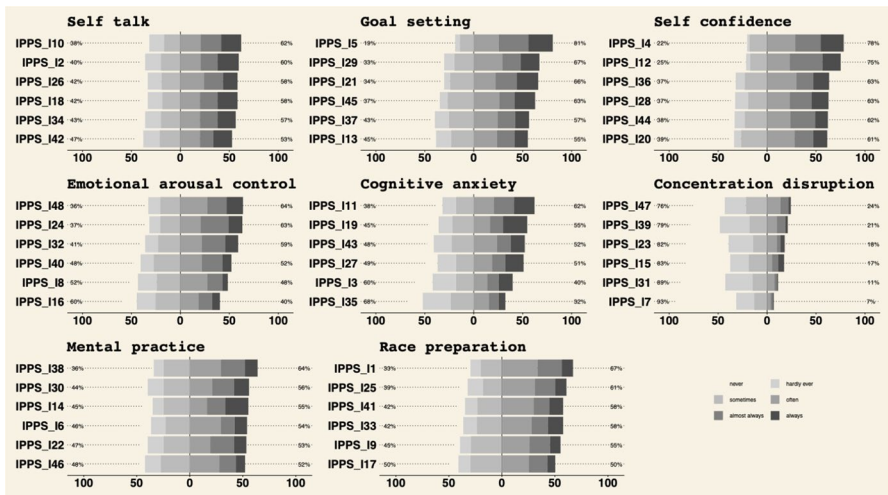 Self talk
IPPS_I10 38% 62%
IPPS_I2 40% 60%
IPPS_I26 42% 58%
IPPS_I18 42% 58%
IPPS_I34 43% 57%
IPPS_I42 47% 53%
100 50 0 50 100
Goal setting
IPPS_I5 19% 81%
IPPS_I29 33% 67%
IPPS_I21 34% 66%
IPPS_I45 37% 63%
IPPS_I37 43% 57%
IPPS_I13 45% 55%
100 50 0 50 100
Self confidence
IPPS_I4 22% 78%
IPPS_I12 25% 75%
IPPS_I36 37% 63%
IPPS_I28 37% 63%
IPPS_I44 38% 62%
IPPS_I20 39% 61%
100 50 0 50 100
Emotional arousal control
IPPS_I48 36% 64%
IPPS_I24 37% 63%
IPPS_I32 41% 59%
IPPS_I40 48% 52%
IPPS_I8 52% 48%
IPPS_I16 60% 40%
100 50 0 50 100
Cognitive anxiety
IPPS_I11 38% 62%
IPPS_I19 45% 55%
IPPS_I43 48% 52%
IPPS_I27 49% 51%
IPPS_I3 60% 40%
IPPS_I35 68% 32%
100 50 0 50 100
Concentration disruption
IPPS_I47 76% 24%
IPPS_I39 79% 21%
IPPS_I23 82% 18%
IPPS_I15 83% 17%
IPPS_I31 89% 11%
IPPS_I7 93% 7%
100 50 0 50 100
Mental practice
IPPS_I38 36% 64%
IPPS_I30 44% 56%
IPPS_I14 45% 55%
IPPS_I6 46% 54%
IPPS_I22 47% 53%
IPPS_I46 48% 52%
100 50 0 50 100
Race preparation
IPPS_I1 33% 67%
IPPS_I25 39% 61%
IPPS_I41 42% 58%
IPPS_I33 42% 58%
IPPS_I9 45% 55%
IPPS_I17 50% 50%
100 50 0 50 100
never hardly ever
sometimes often
almost always always